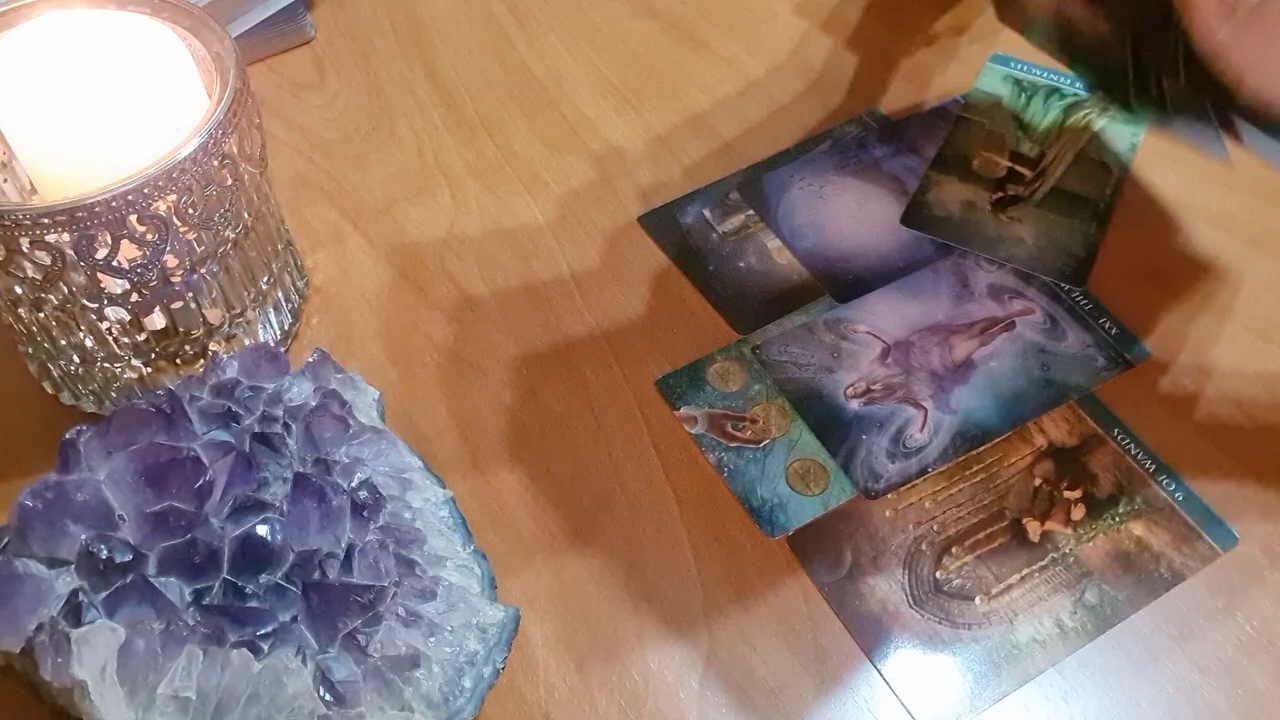 PENTACLES
XXI - THE
9 OF WANDS